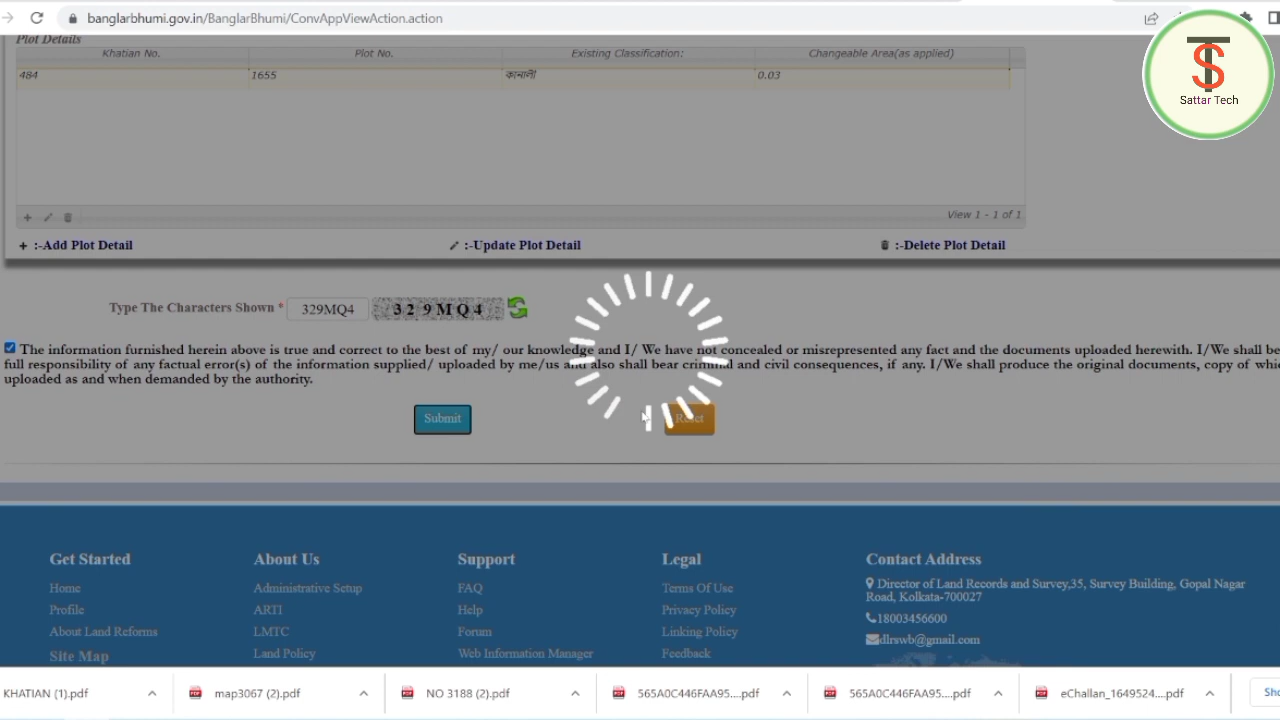 banglarbhumi.gov.in/BanglarBhumi/ConvAppViewAction.action
Plot Details
Khatian No. Plot No. Existing Classification: Changeable Area(as applied)
484 1655 কানালী 0.03
View 1 - 1 of 1
:-Add Plot Detail :-Update Plot Detail :-Delete Plot Detail
Type The Characters Shown * 329MQ4 329MQ4
The information furnished herein above is true and correct to the best of my/ our knowledge and I/ We have not concealed or misrepresented any fact and the documents uploaded herewith. I/We shall be
full responsibility of any factual error(s) of the information supplied/ uploaded by me/us and also shall bear criminal and civil consequences, if any. I/We shall produce the original documents, copy of
uploaded as and when demanded by the authority.
Submit Reset
Get Started
Home
Profile
About Land Reforms
Site Map
About Us
Administrative Setup
ARTI
LMTC
Land Policy
Support
FAQ
Help
Forum
Web Information Manager
Legal
Terms Of Use
Privacy Policy
Linking Policy
Feedback
Contact Address
Director of Land Records and Survey,35, Survey Building, Gopal Nagar
Road, Kolkata-700027
18003456600
dlrswb@gmail.com
KHATIAN (1).pdf map3067 (2).pdf NO 3188 (2).pdf 565A0C446FAA95....pdf 565A0C446FAA95....pdf eChallan_1649524....pdf
TS
Sattar Tech